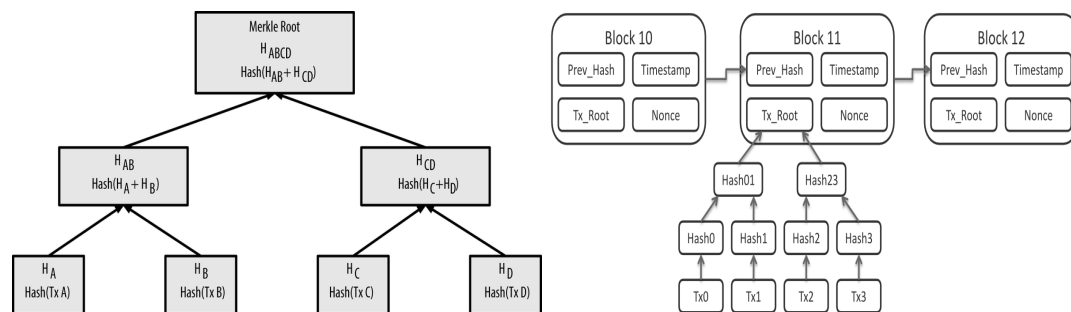 Merkle Root
H ABCD
Hash(H AB + H CD)
H AB
Hash(H A + H B)
H CD
Hash(H C+H D)
H A
Hash(Tx A)
H B
Hash(Tx B)
H C
Hash(Tx C)
H D
Hash(Tx D)
Block 10
Prev_Hash
Timestamp
Tx_Root
Nonce
Block 11
Prev_Hash
Timestamp
Tx_Root
Nonce
Block 12
Prev_Hash
Timestamp
Tx_Root
Nonce
Hash01
Hash23
Hash0
Hash1
Hash2
Hash3
Tx0
Tx1
Tx2
Tx3